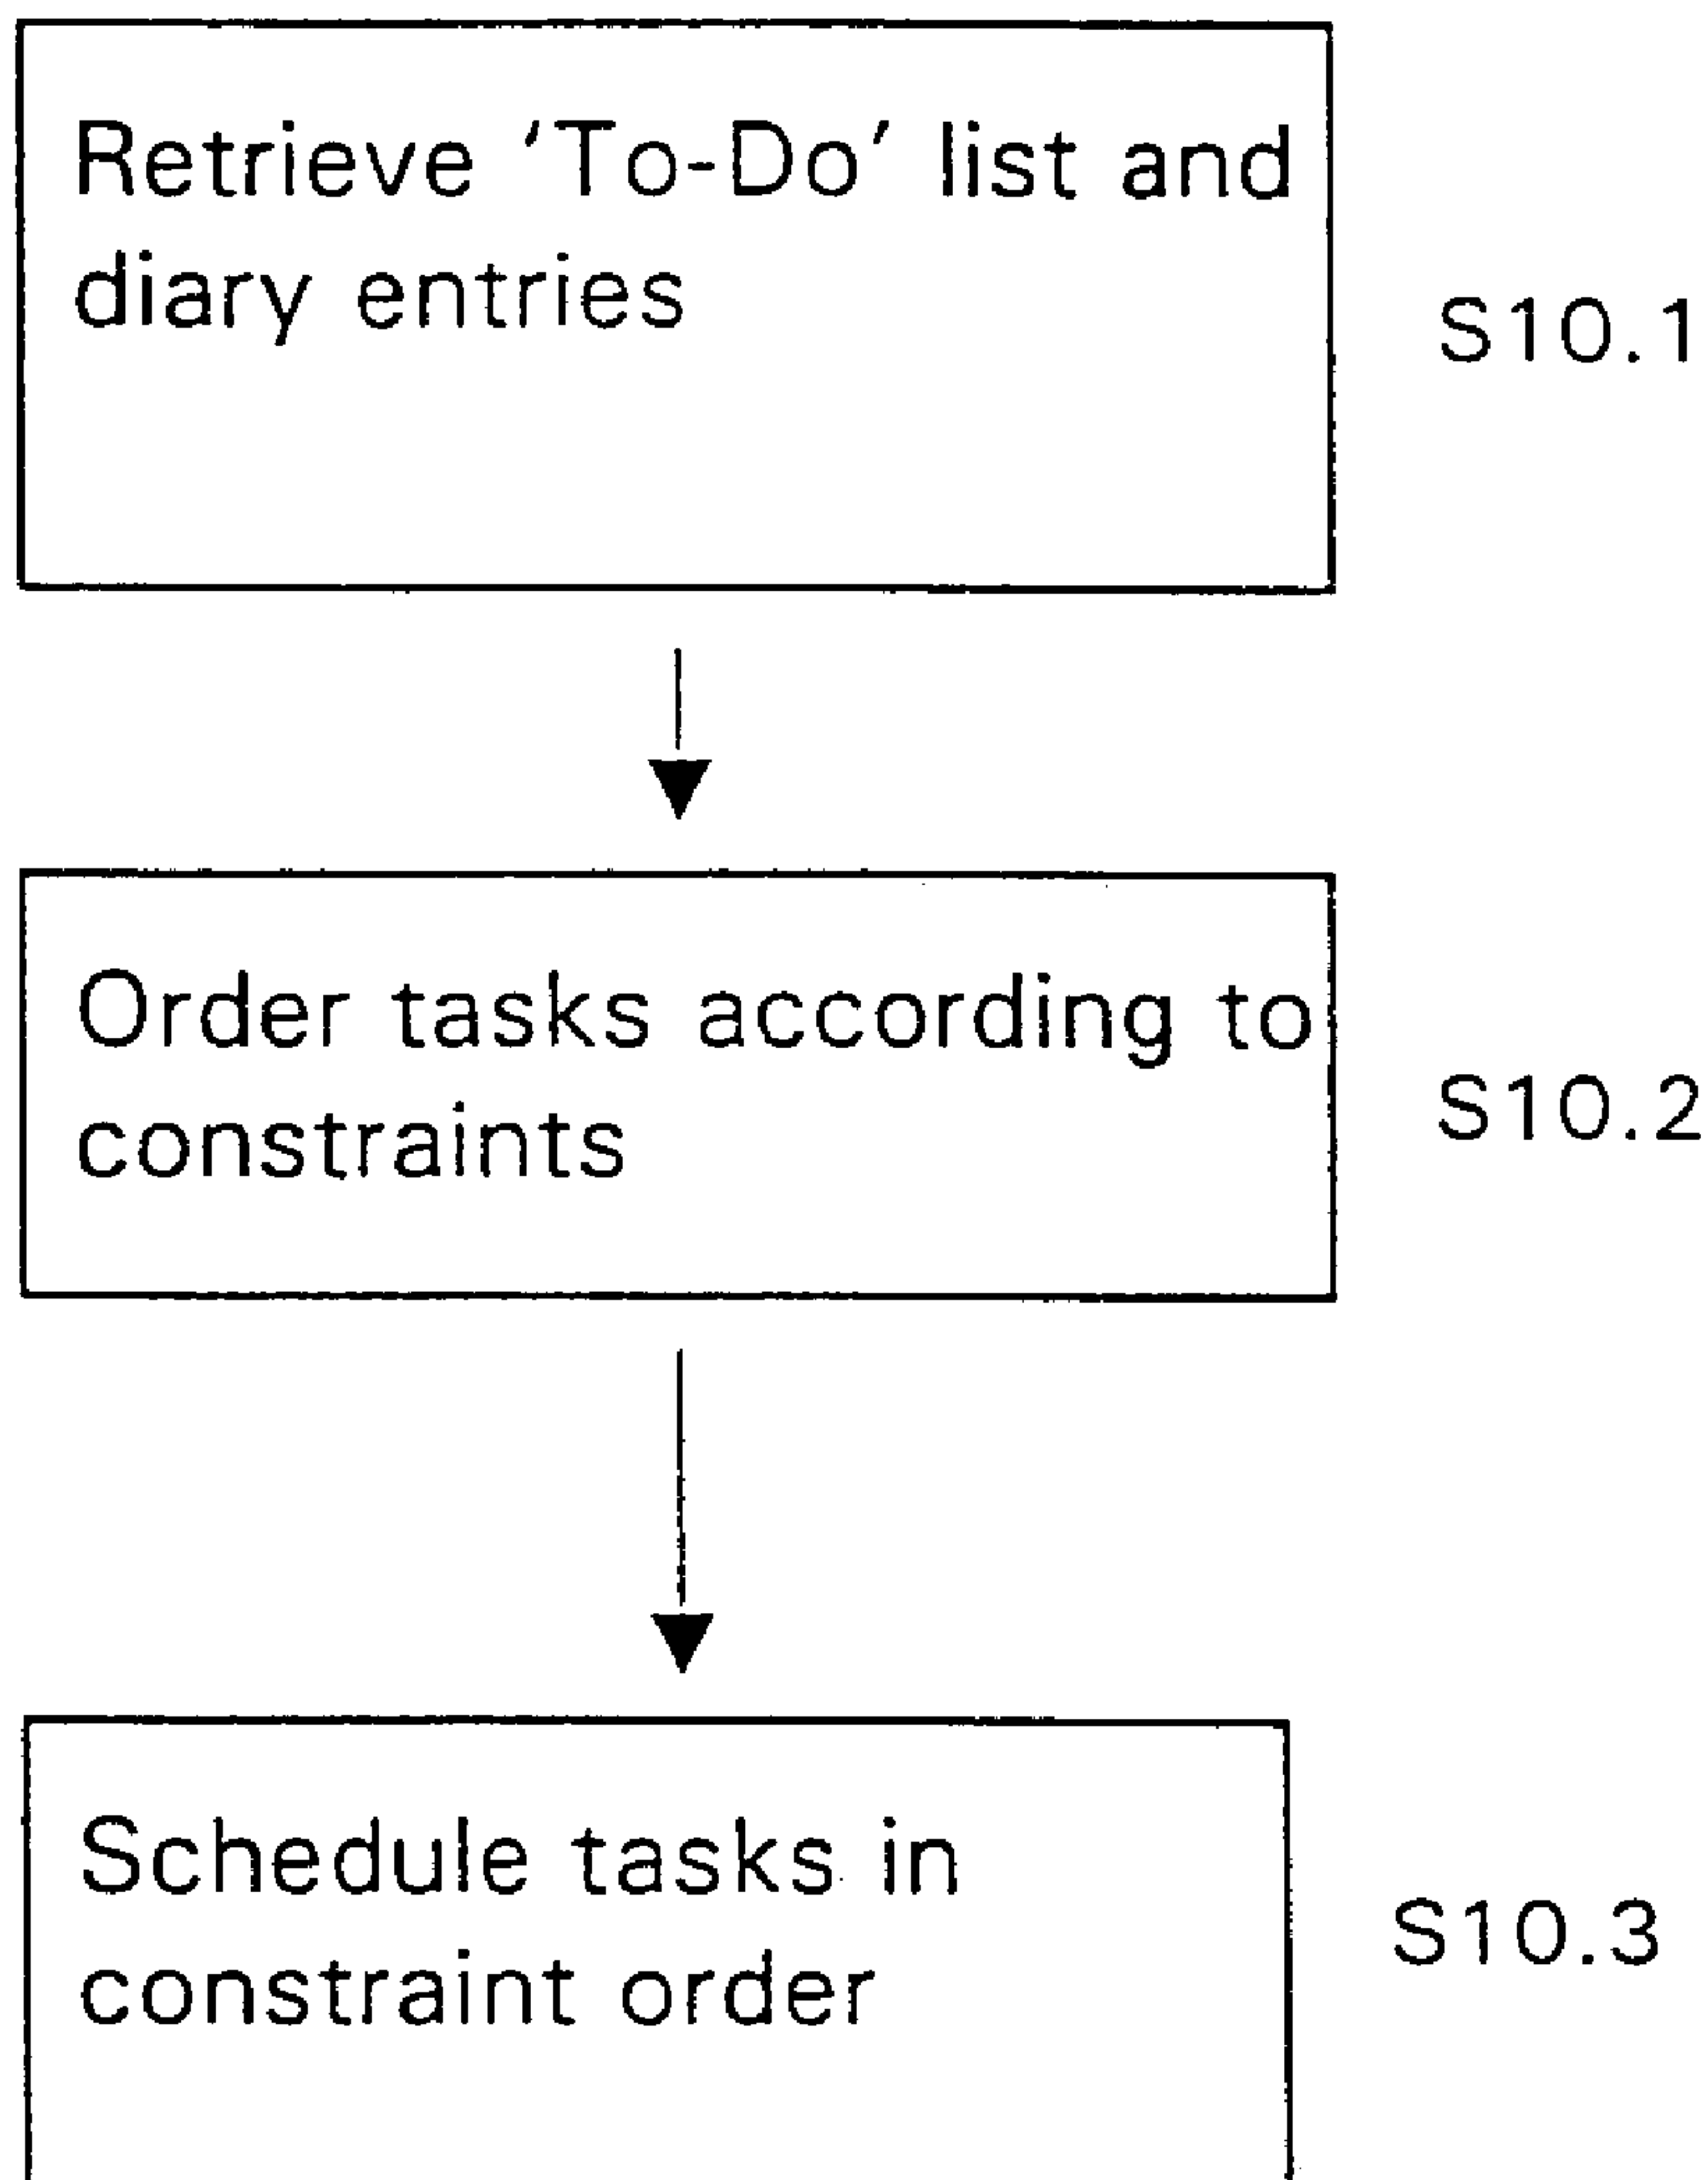 Retrieve 'To-Do' list and
diary entries
S10.1
Order tasks according to
constraints
S10.2
Schedule tasks in
constraint order
S10.3